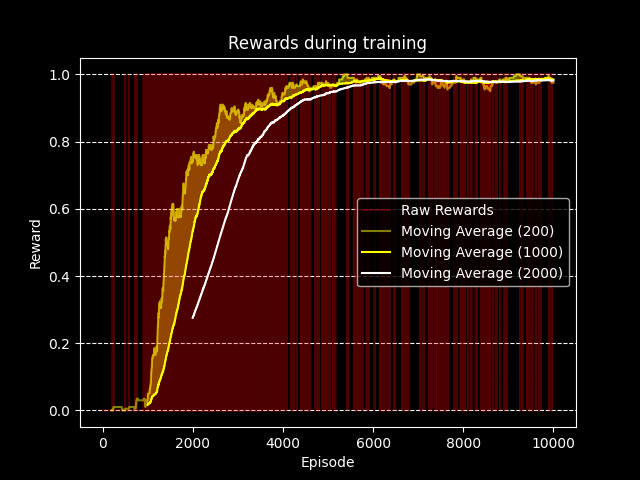 Rewards during training
1.0
0.8
0.6
0.4
0.2
0.0
Reward
Raw Rewards
Moving Average (200)
Moving Average (1000)
Moving Average (2000)
0 2000 4000 6000 8000 10000
Episode